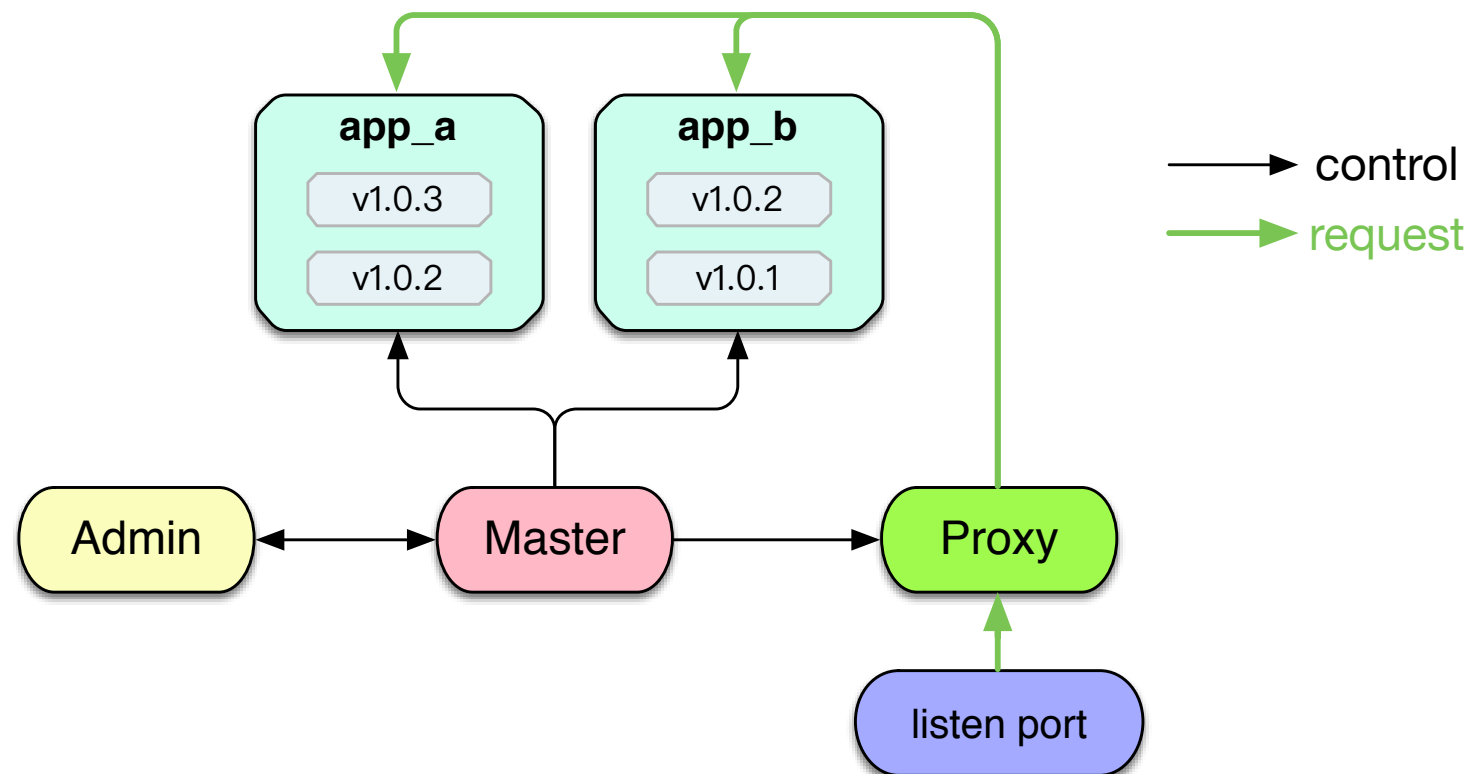 app_a
v1.0.3
v1.0.2
app_b
v1.0.2
v1.0.1
control
request
Admin
Master
Proxy
listen port